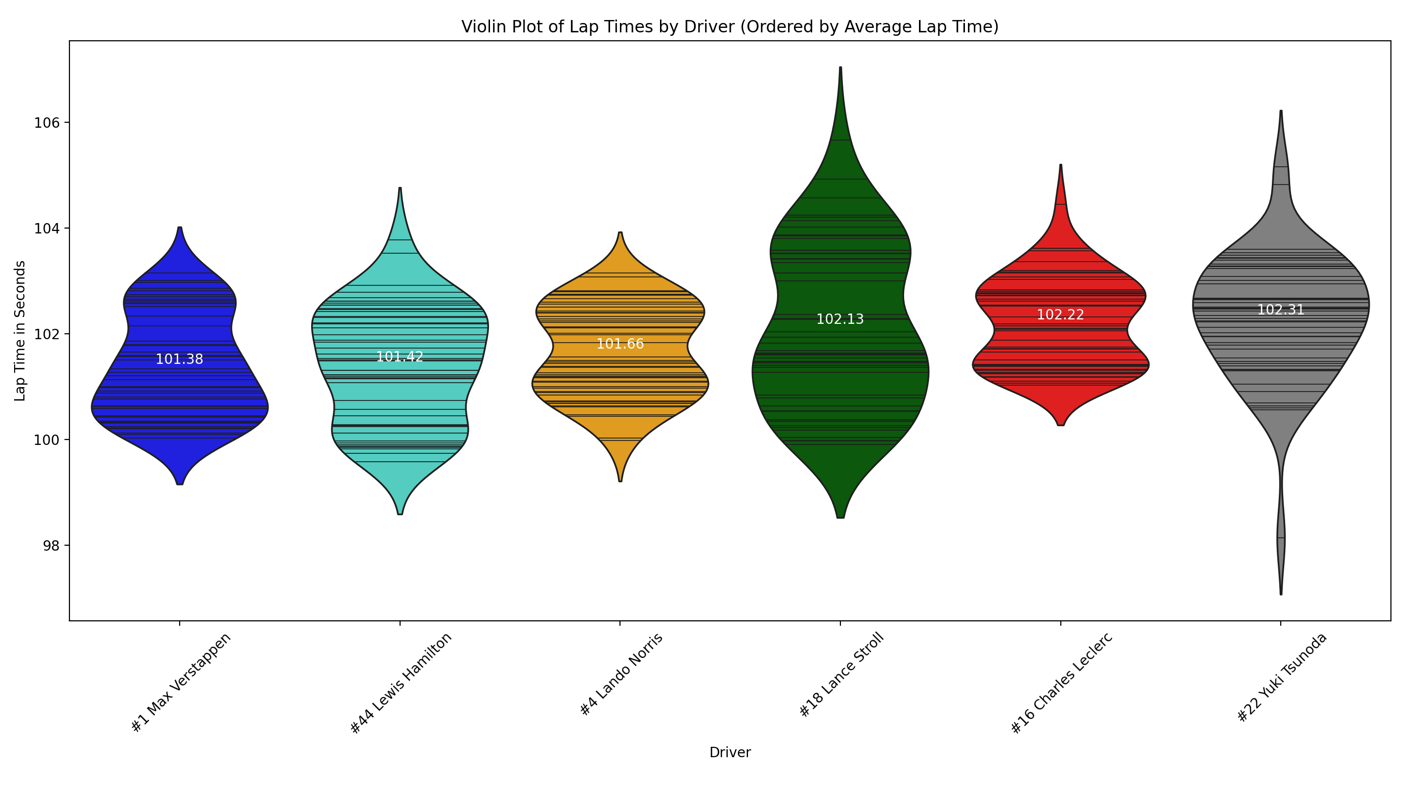 Violin Plot of Lap Times by Driver (Ordered by Average Lap Time)
Lap Time in Seconds
106
104
102
100
98
101.38
101.42
101.66
102.13
102.22
102.31
#1 Max Verstappen
#44 Lewis Hamilton
#4 Lando Norris
#18 Lance Stroll
#16 Charles Leclerc
#22 Yuki Tsunoda
Driver